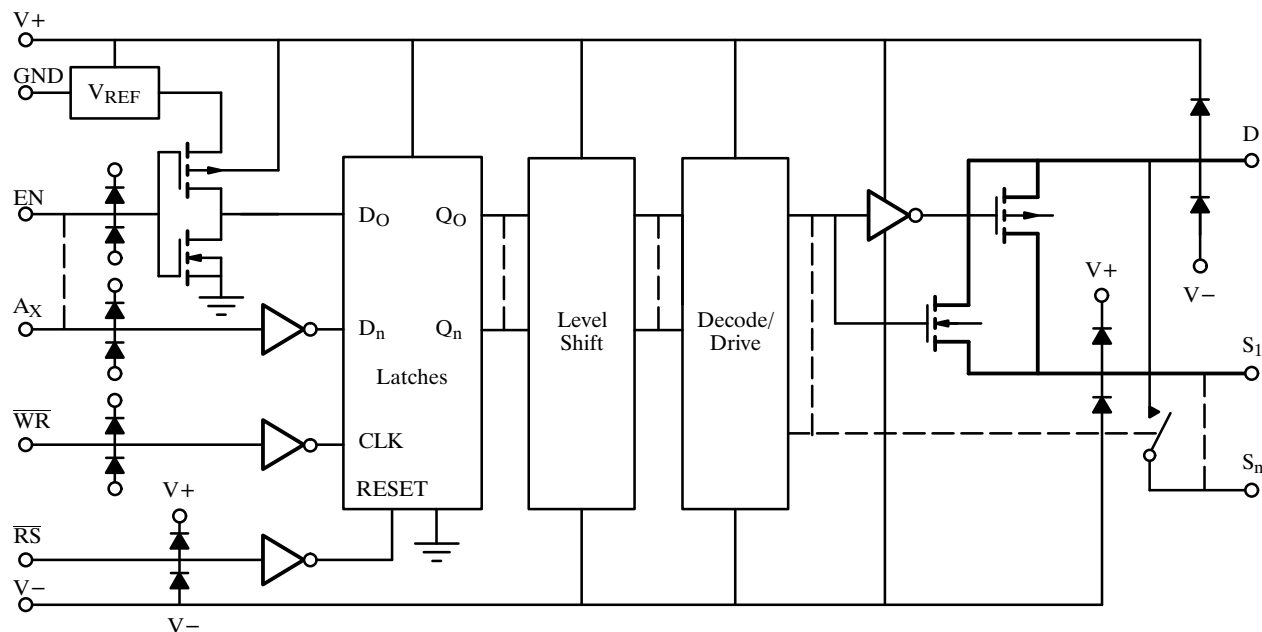 V+
GND
VREF
D
EN
DO
QO
V+
V−
AX
Dn
Qn
Level
Shift
Decode/
Drive
S1
Latches
WR
CLK
Sn
RESET
V+
RS
V−
V−